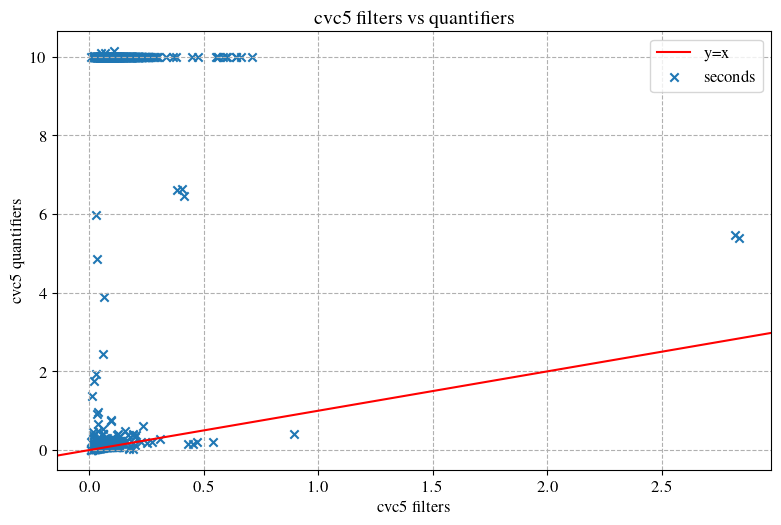 cvc5 filters vs quantifiers
y=x
seconds
cvc5 quantifiers
10
8
6
4
2
0
0.0 0.5 1.0 1.5 2.0 2.5
cvc5 filters